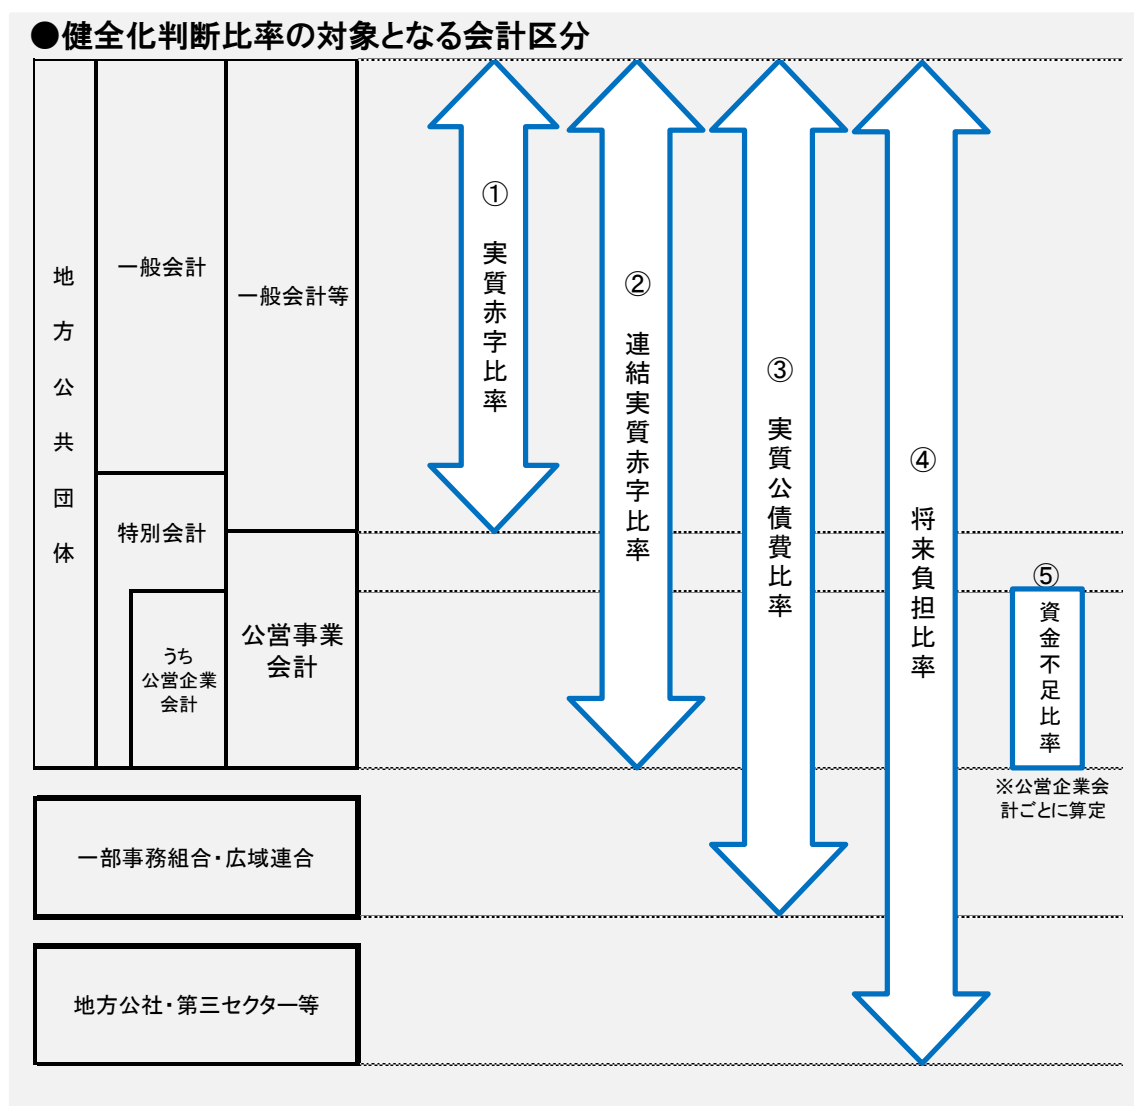 ●健全化判断比率の対象となる会計区分
地方公共団体
一般会計
一般会計等
特別会計
うち
公営企業
会計
公営事業
会計
① 実質赤字比率
② 連結実質赤字比率
③ 実質公債費比率
④ 将来負担比率
⑤
資金不足比率
※公営企業会
計ごとに算定
一部事務組合・広域連合
地方公社・第三セクター等